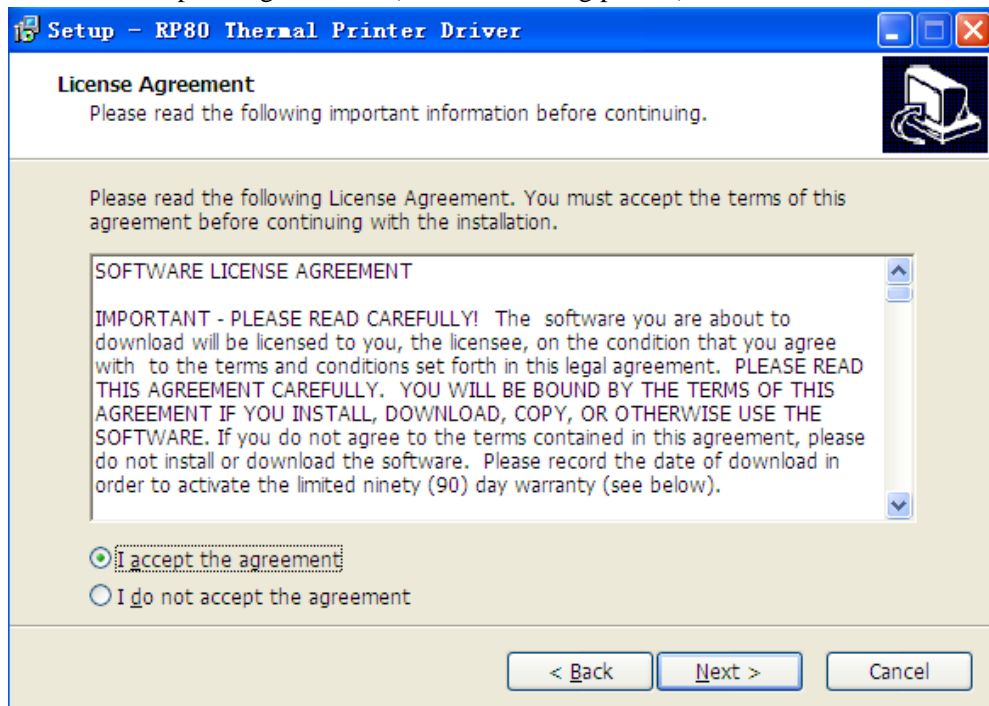 Setup - RP80 Thermal Printer Driver
License Agreement
Please read the following important information before continuing.
Please read the following License Agreement. You must accept the terms of this
agreement before continuing with the installation.
SOFTWARE LICENSE AGREEMENT
IMPORTANT - PLEASE READ CAREFULLY!  The  software you are about to
download will be licensed to you, the licensee, on the condition that you agree
with  to the terms and conditions set forth in this legal agreement.  PLEASE READ
THIS AGREEMENT CAREFULLY.  YOU WILL BE BOUND BY THE TERMS OF THIS
AGREEMENT IF YOU INSTALL, DOWNLOAD, COPY, OR OTHERWISE USE THE
SOFTWARE. If you do not agree to the terms contained in this agreement, please
do not install or download the software.  Please record the date of download in
order to activate the limited ninety (90) day warranty (see below).
I accept the agreement
I do not accept the agreement
< Back
Next >
Cancel